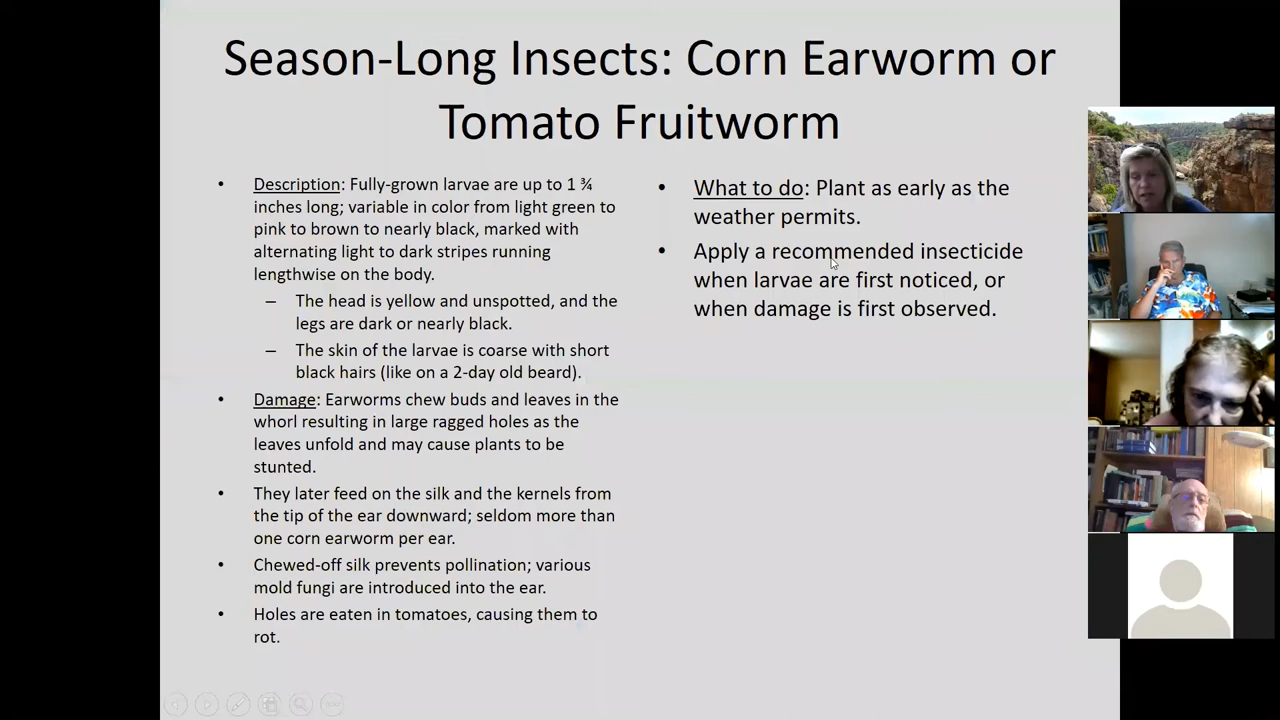 Season-Long Insects: Corn Earworm or
Tomato Fruitworm
• Description: Fully-grown larvae are up to 1 ¾
inches long; variable in color from light green to
pink to brown to nearly black, marked with
alternating light to dark stripes running
lengthwise on the body.
– The head is yellow and unspotted, and the
legs are dark or nearly black.
– The skin of the larvae is coarse with short
black hairs (like on a 2-day old beard).
• Damage: Earworms chew buds and leaves in the
whorl resulting in large ragged holes as the
leaves unfold and may cause plants to be
stunted.
• They later feed on the silk and the kernels from
the tip of the ear downward; seldom more than
one corn earworm per ear.
• Chewed-off silk prevents pollination; various
mold fungi are introduced into the ear.
• Holes are eaten in tomatoes, causing them to
rot.
• What to do: Plant as early as the
weather permits.
• Apply a recommended insecticide
when larvae are first noticed, or
when damage is first observed.